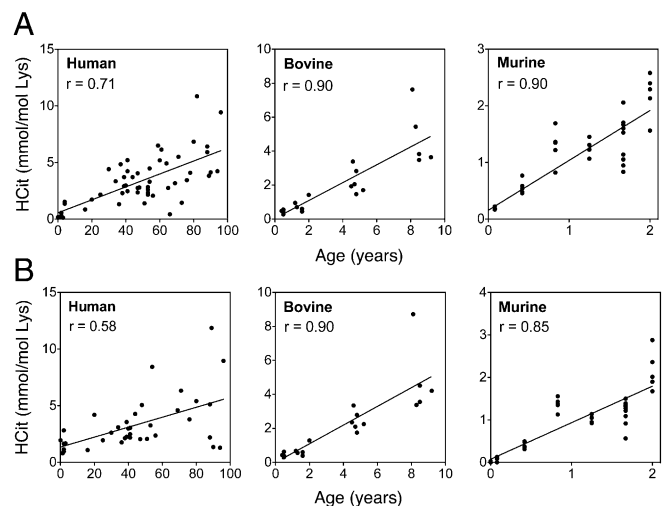 A
HCit (mmol/mol Lys)
Human
r = 0.71
15
10
5
0
0 20 40 60 80 100
Bovine
r = 0.90
10
8
6
4
2
0
0 2 4 6 8 10
Murine
r = 0.90
3
2
1
0
0 1 2
Age (years)
B
HCit (mmol/mol Lys)
Human
r = 0.58
15
10
5
0
0 20 40 60 80 100
Bovine
r = 0.90
10
8
6
4
2
0
0 2 4 6 8 10
Murine
r = 0.85
4
3
2
1
0
0 1 2
Age (years)